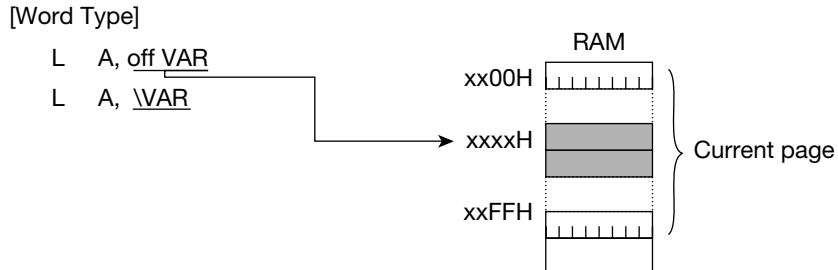 [Word Type]
L A, off VAR
L A, \VAR
RAM
xx00H
xxxxH
Current page
xxFFH